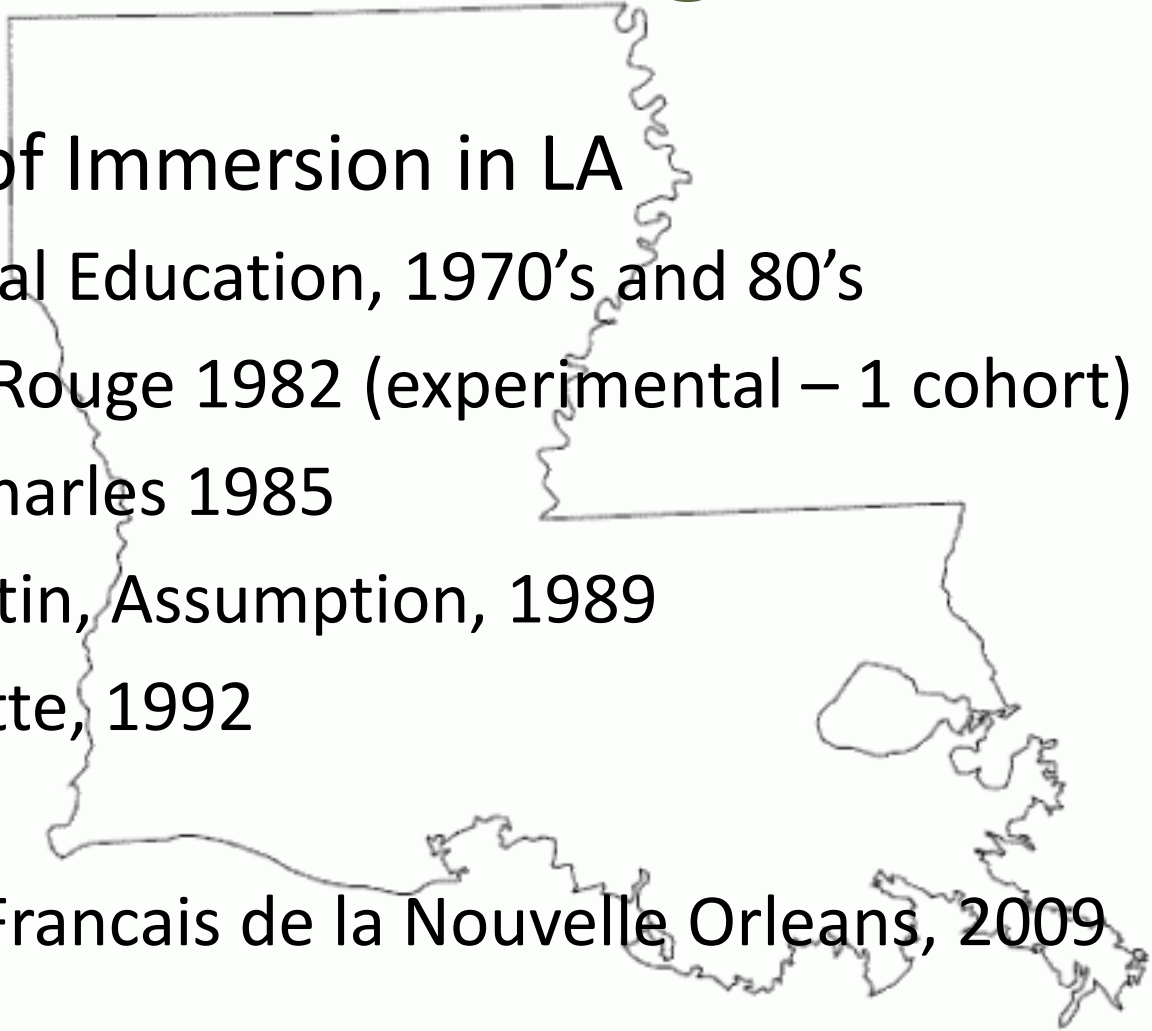 of Immersion in LA
al Education, 1970’s and 80’s
Rouge 1982 (experimental – 1 cohort)
harles 1985
tin, Assumption, 1989
tte, 1992
Francais de la Nouvelle Orleans, 2009